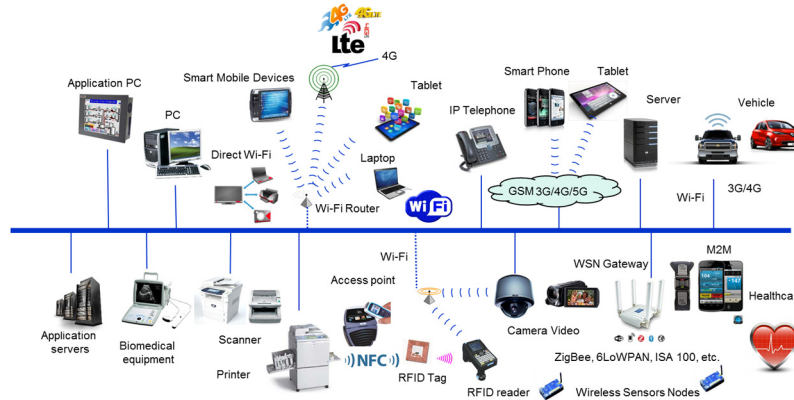 4G LTE
4G LTE
Lte
4G
Application PC
Smart Mobile Devices
Tablet
Smart Phone
Tablet
PC
IP Telephone
Server
Vehicle
Direct Wi-Fi
Laptop
GSM 3G/4G/5G
Wi-Fi
3G/4G
Wi-Fi Router
Wi Fi
Wi-Fi
M2M
WSN Gateway
Access point
Healthca
Application
servers
Biomedical
equipment
Scanner
Camera Video
Printer
NFC
RFID Tag
ZigBee, 6LoWPAN, ISA 100, etc.
RFID reader
Wireless Sensors Nodes